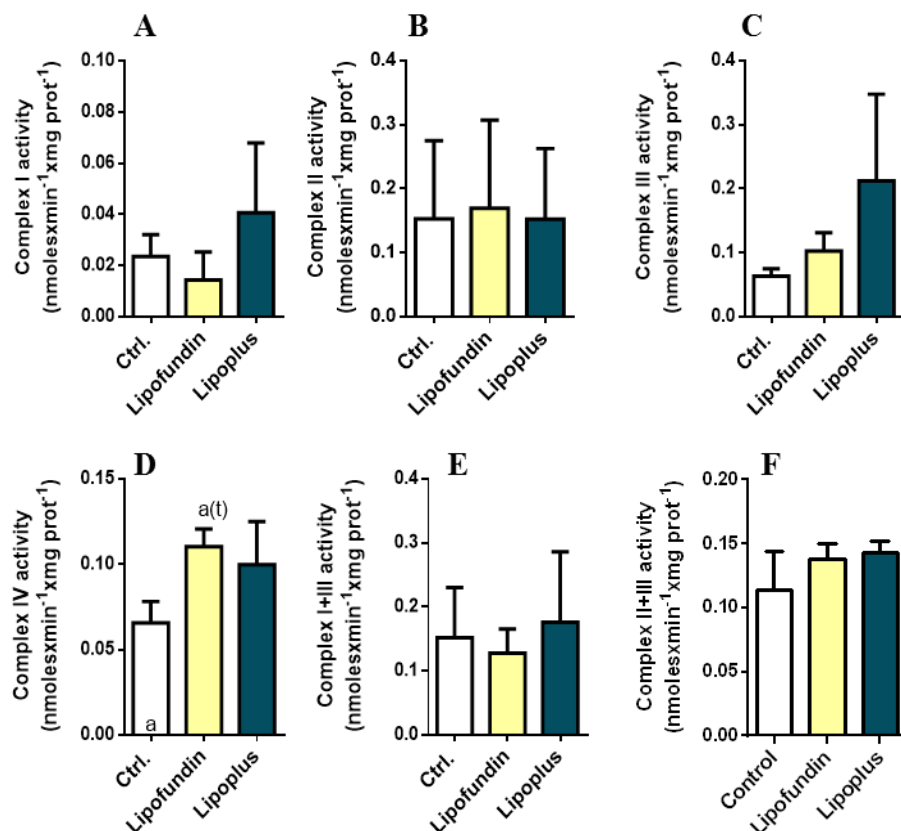 A
Complex I activity
(nmolesxmin-1xmg prot-1)
0.10
0.08
0.06
0.04
0.02
0.00
Ctrl.
Lipofundin
Lipoplus
B
Complex II activity
(nmolesxmin-1xmg prot-1)
0.4
0.3
0.2
0.1
0.0
Ctrl.
Lipofundin
Lipoplus
C
Complex III activity
(nmolesxmin-1xmg prot-1)
0.4
0.3
0.2
0.1
0.0
Ctrl.
Lipofundin
Lipoplus
D
Complex IV activity
(nmolesxmin-1xmg prot-1)
0.15
0.10
0.05
0.00
a(t)
a
Ctrl.
Lipofundin
Lipoplus
E
Complex I+III activity
(nmolesxmin-1xmg prot-1)
0.4
0.3
0.2
0.1
0.0
Ctrl.
Lipofundin
Lipoplus
F
Complex II+III activity
(nmolesxmin-1xmg prot-1)
0.20
0.15
0.10
0.05
0.00
Control
Lipofundin
Lipoplus